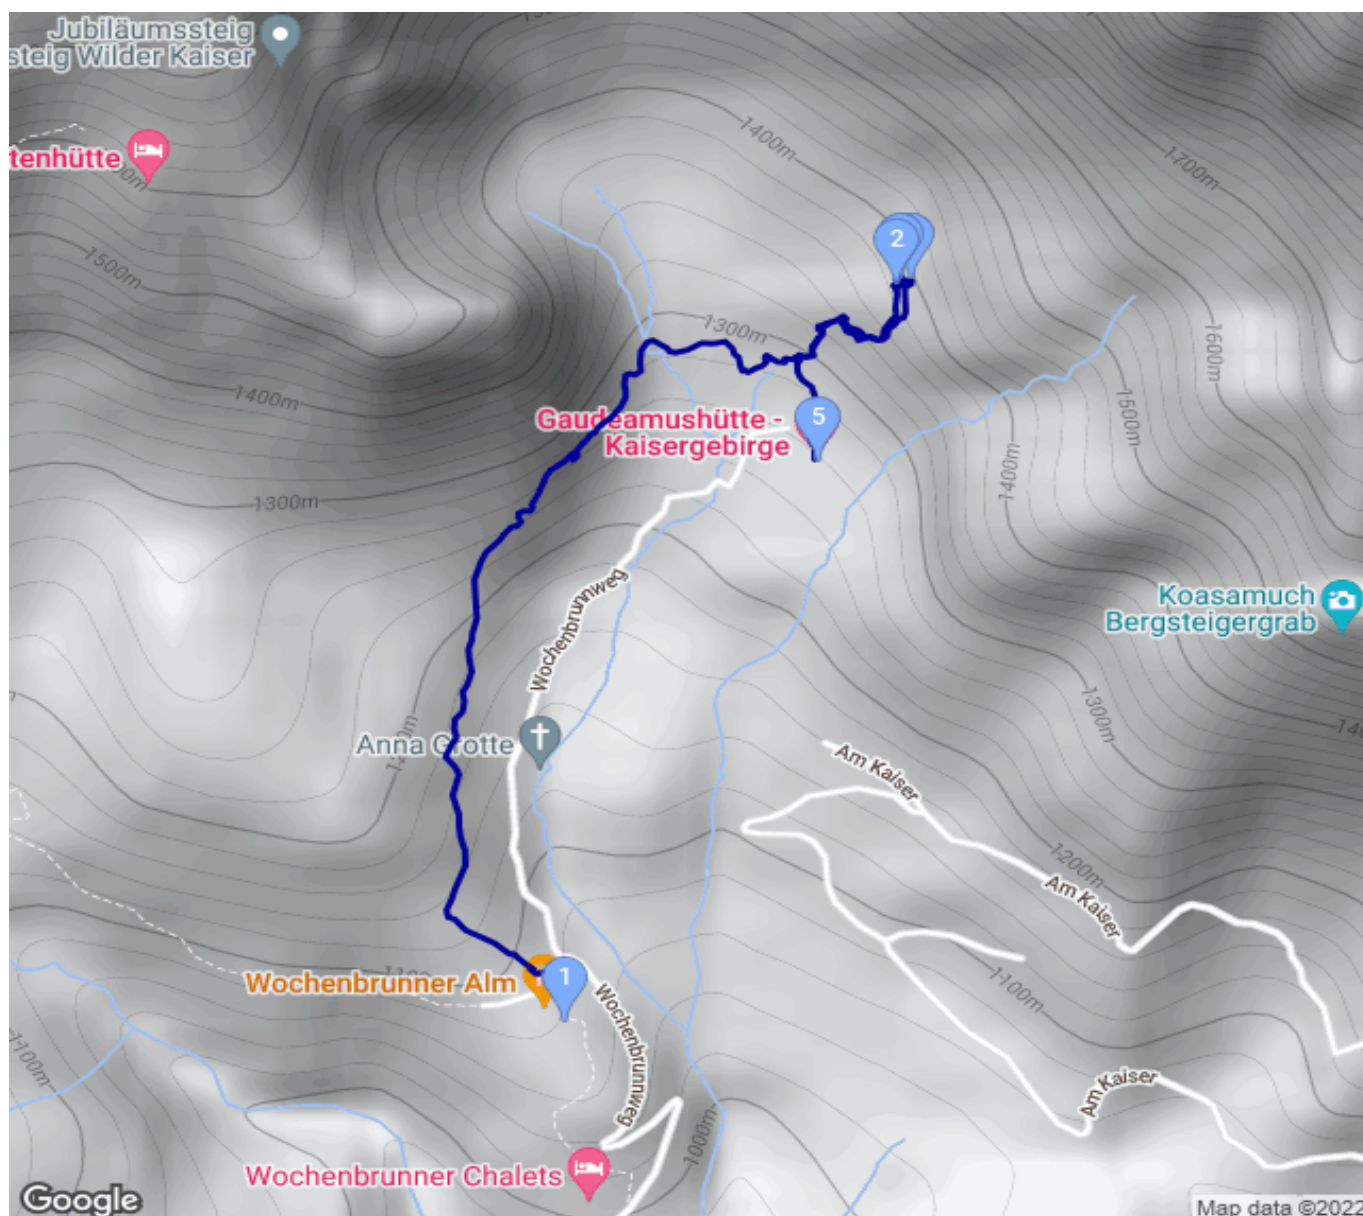 Jubiläumssteig
steig Wilder Kaiser
tenhütte
1400m
1700m
1500m
2
1300m
1600m
1400m
1500m
5
Gaudeamushütte -
Kaisergebirge
1400m
1300m
Wochenbrunnweg
Koasamuch
Bergsteigergrab
1300m
Anna Grotte
Am Kaiser
1200m
Am Kaiser
Wochenbrunner Alm
1
1100m
Wochenbrunnweg
1100m
Am Kaiser
1000m
Wochenbrunner Chalets
Google
Map data ©2022